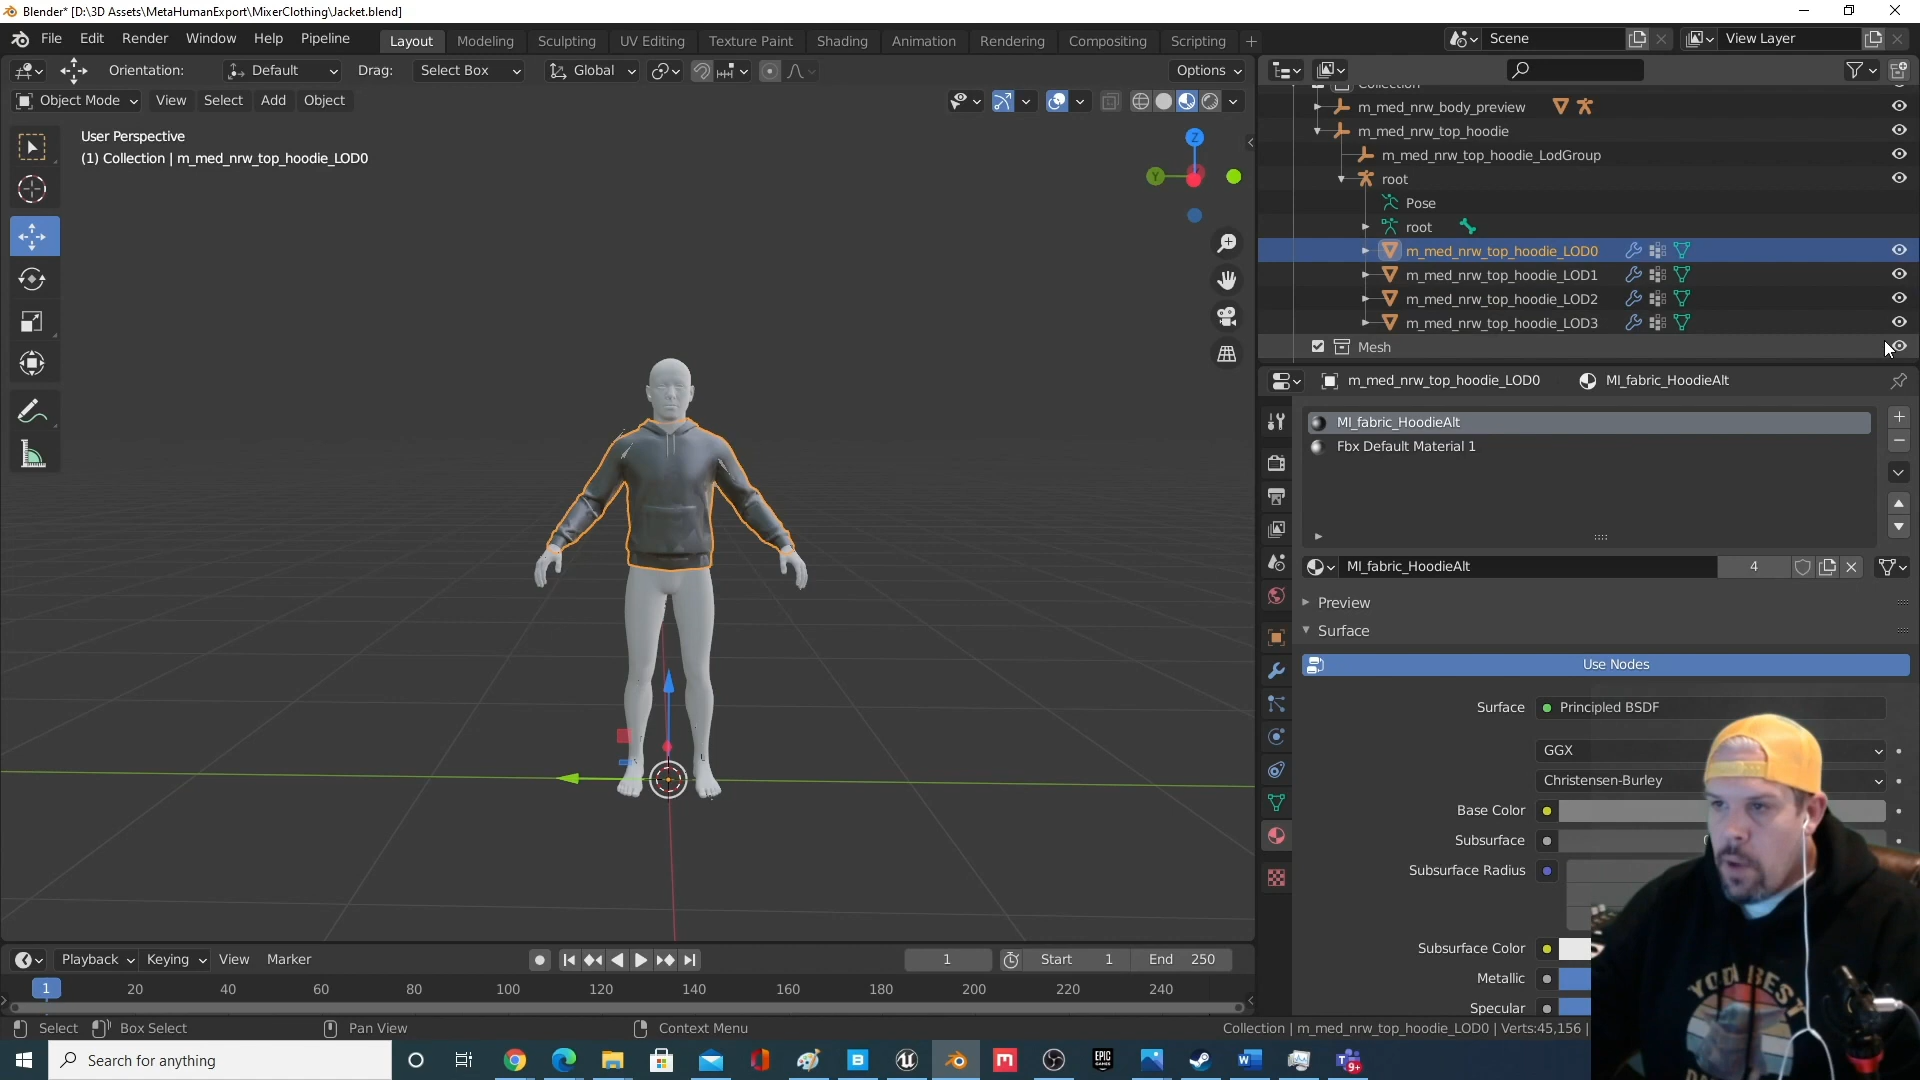 Blender* [D:\3D Assets\MetaHumanExport\MixerClothing\Jacket.blend]
File Edit Render Window Help Pipeline Layout Modeling Sculpting UV Editing Texture Paint Shading Animation Rendering Compositing Scripting + Scene View Layer
Orientation: Default Drag: Select Box Global Options
Object Mode View Select Add Object
User Perspective
(1) Collection | m_med_nrw_top_hoodie_LOD0
Z
Y
Collection
m_med_nrw_body_preview
m_med_nrw_top_hoodie
m_med_nrw_top_hoodie_LodGroup
root
Pose
root
m_med_nrw_top_hoodie_LOD0
m_med_nrw_top_hoodie_LOD1
m_med_nrw_top_hoodie_LOD2
m_med_nrw_top_hoodie_LOD3
Mesh
m_med_nrw_top_hoodie_LOD0 MI_fabric_HoodieAlt
MI_fabric_HoodieAlt
Fbx Default Material 1
MI_fabric_HoodieAlt 4
Preview
Surface
Use Nodes
Surface Principled BSDF
GGX
Christensen-Burley
Base Color
Subsurface
Subsurface Radius
Subsurface Color
Metallic
Specular
YOU BEST
Playback Keying View Marker 1 Start 1 End 250
1 20 40 60 80 100 120 140 160 180 200 220 240
Select Box Select Pan View Context Menu Collection | m_med_nrw_top_hoodie_LOD0 | Verts:45,156 |
Search for anything
EPIC GAMES
9+